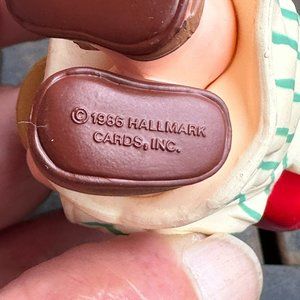 © 1986 HALLMARK
CARDS, INC.